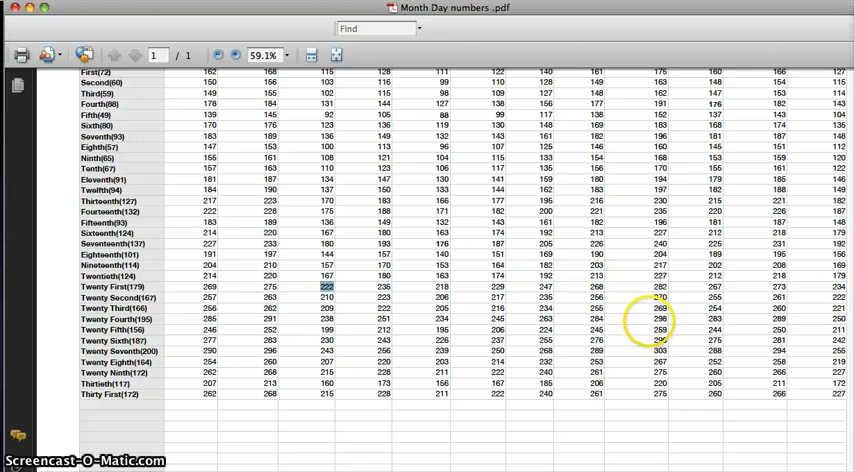 Month Day numbers .pdf
Find
1 / 1 59.1%
First(72) 162 168 115 128 111 122 140 161 175 160 166 127
Second(60) 150 156 103 116 99 110 128 149 163 148 154 115
Third(59) 149 155 102 115 98 109 127 148 162 147 153 114
Fourth(88) 178 184 131 144 127 138 156 177 191 176 182 143
Fifth(49) 139 145 92 105 88 99 117 138 152 137 143 104
Sixth(80) 170 176 123 136 119 130 148 169 183 168 174 135
Seventh(93) 183 189 136 149 132 143 161 182 196 181 187 148
Eighth(57) 147 153 100 113 96 107 125 146 160 145 151 112
Ninth(65) 155 161 108 121 104 115 133 154 168 153 159 120
Tenth(67) 157 163 110 123 106 117 135 156 170 155 161 122
Eleventh(91) 181 187 134 147 130 141 159 180 194 179 185 146
Twelfth(94) 184 190 137 150 133 144 162 183 197 182 188 149
Thirteenth(127) 217 223 170 183 166 177 195 216 230 215 221 182
Fourteenth(132) 222 228 175 188 171 182 200 221 235 220 226 187
Fifteenth(93) 183 189 136 149 132 143 161 182 196 181 187 148
Sixteenth(124) 214 220 167 180 163 174 192 213 227 212 218 179
Seventeenth(137) 227 233 180 193 176 187 205 226 240 225 231 192
Eighteenth(101) 191 197 144 157 140 151 169 190 204 189 195 156
Nineteenth(114) 204 210 157 170 153 164 182 203 217 202 208 169
Twentieth(124) 214 220 167 180 163 174 192 213 227 212 218 179
Twenty First(179) 269 275 222 235 218 229 247 268 282 267 273 234
Twenty Second(167) 257 263 210 223 206 217 235 256 270 255 261 222
Twenty Third(166) 256 262 209 222 205 216 234 255 269 254 260 221
Twenty Fourth(195) 285 291 238 251 234 245 263 284 298 283 289 250
Twenty Fifth(156) 246 252 199 212 195 206 224 245 259 244 250 211
Twenty Sixth(187) 277 283 230 243 226 237 255 276 290 275 281 242
Twenty Seventh(200) 290 296 243 256 239 250 268 289 303 288 294 255
Twenty Eighth(164) 254 260 207 220 203 214 232 253 267 252 258 219
Twenty Ninth(172) 262 268 215 228 211 222 240 261 275 260 266 227
Thirtieth(117) 207 213 160 173 156 167 185 206 220 205 211 172
Thirty First(172) 262 268 215 228 211 222 240 261 275 260 266 227
Screencast-O-Matic.com